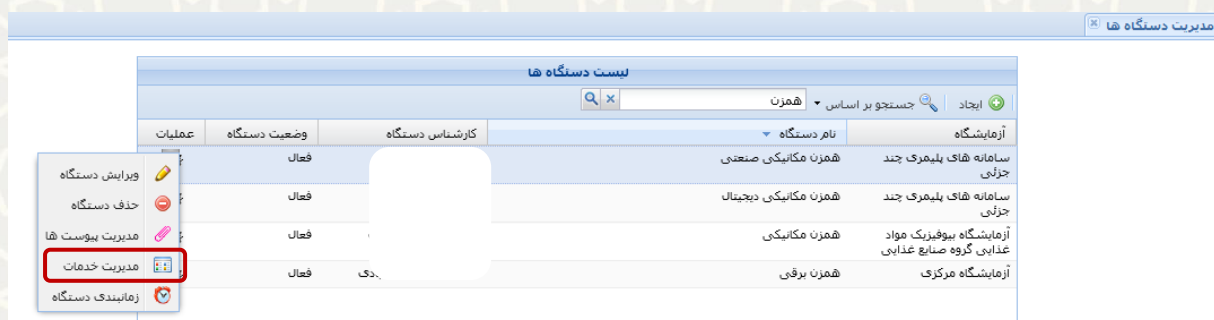 مدیریت دستگاه ها
لیست دستگاه ها
ایجاد جستجو بر اساس همزن
آزمایشگاه نام دستگاه کارشناس دستگاه وضعیت دستگاه عملیات
سامانه های پلیمری چند جزئی همزن مکانیکی صنعتی فعال
سامانه های پلیمری چند جزئی همزن مکانیکی دیجیتال فعال
آزمایشگاه بیوفیزیک مواد غذایی گروه صنایع غذایی همزن مکانیکی فعال
آزمایشگاه مرکزی همزن برقی فعال
ویرایش دستگاه
حذف دستگاه
مدیریت پیوست ها
مدیریت خدمات
زمانبندی دستگاه